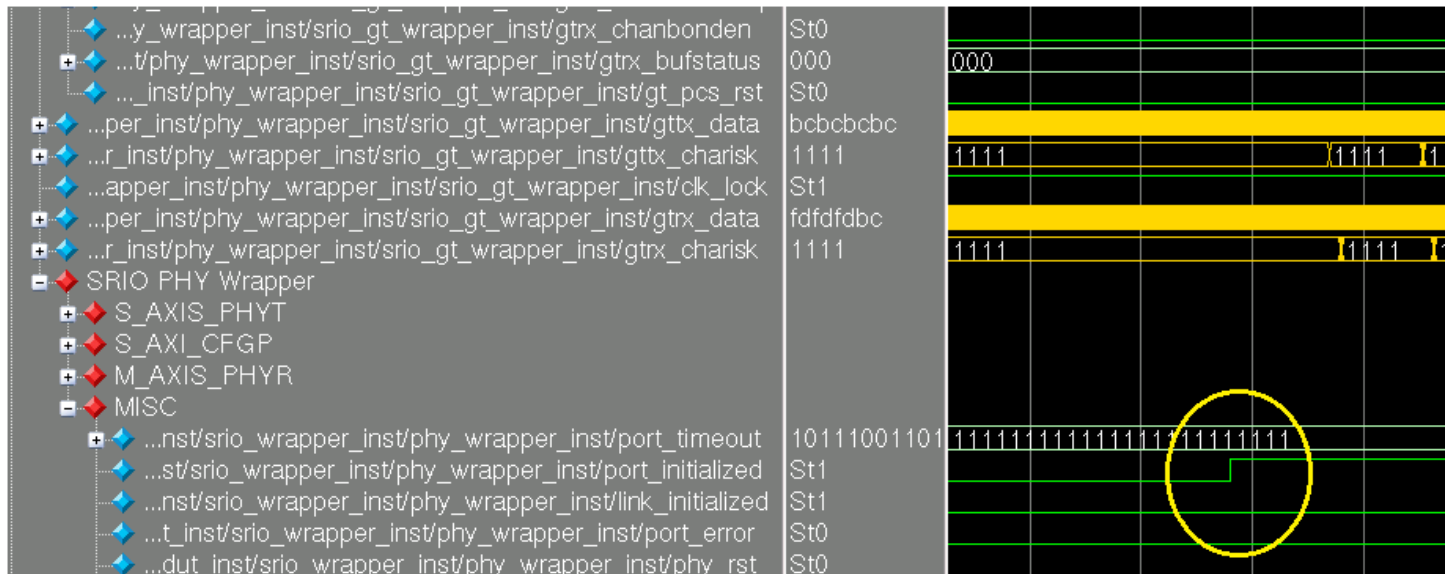 ...y_wrapper_inst/srio_gt_wrapper_inst/gtrx_chanbonden St0
...t/phy_wrapper_inst/srio_gt_wrapper_inst/gtrx_bufstatus 000 000
..._inst/phy_wrapper_inst/srio_gt_wrapper_inst/gt_pcs_rst St0
...per_inst/phy_wrapper_inst/srio_gt_wrapper_inst/gttx_data bcbcbcbc
...r_inst/phy_wrapper_inst/srio_gt_wrapper_inst/gttx_charisk 1111 1111 1111 1
...apper_inst/phy_wrapper_inst/srio_gt_wrapper_inst/clk_lock St1
...per_inst/phy_wrapper_inst/srio_gt_wrapper_inst/gtrx_data fdfdfdbc
...r_inst/phy_wrapper_inst/srio_gt_wrapper_inst/gtrx_charisk 1111 1111 1111
SRIO PHY Wrapper
S_AXIS_PHYT
S_AXI_CFGP
M_AXIS_PHYR
MISC
...nst/srio_wrapper_inst/phy_wrapper_inst/port_timeout 10111001101 111111111111111111111111
...st/srio_wrapper_inst/phy_wrapper_inst/port_initialized St1
...nst/srio_wrapper_inst/phy_wrapper_inst/link_initialized St1
...t_inst/srio_wrapper_inst/phy_wrapper_inst/port_error St0
...dut_inst/srio_wrapper_inst/phy_wrapper_inst/phy_rst St0